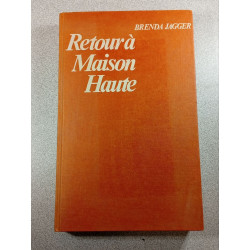 BRENDA JAGGER
Retour à
Maison
Haute